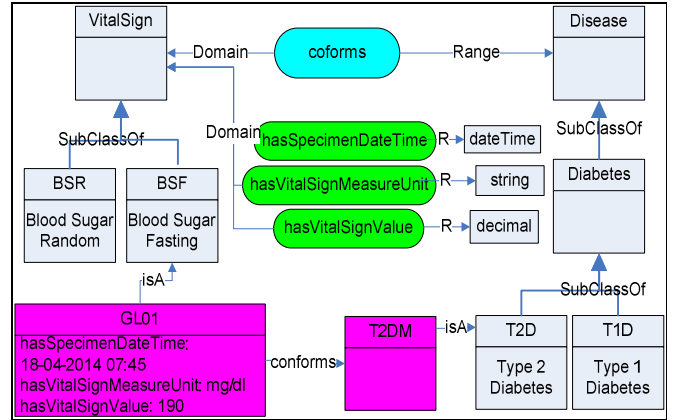 VitalSign
Domain
coforms
Range
Disease
SubClassOf
Domain
hasSpecimenDateTime
R
dateTime
SubClassOf
BSR
Blood Sugar
Random
BSF
Blood Sugar
Fasting
hasVitalSignMeasureUnit
R
string
Diabetes
hasVitalSignValue
R
decimal
isA
SubClassOf
GL01
hasSpecimenDateTime:
18-04-2014 07:45
hasVitalSignMeasureUnit: mg/dl
hasVitalSignValue: 190
conforms
T2DM
isA
T2D
Type 2
Diabetes
T1D
Type 1
Diabetes